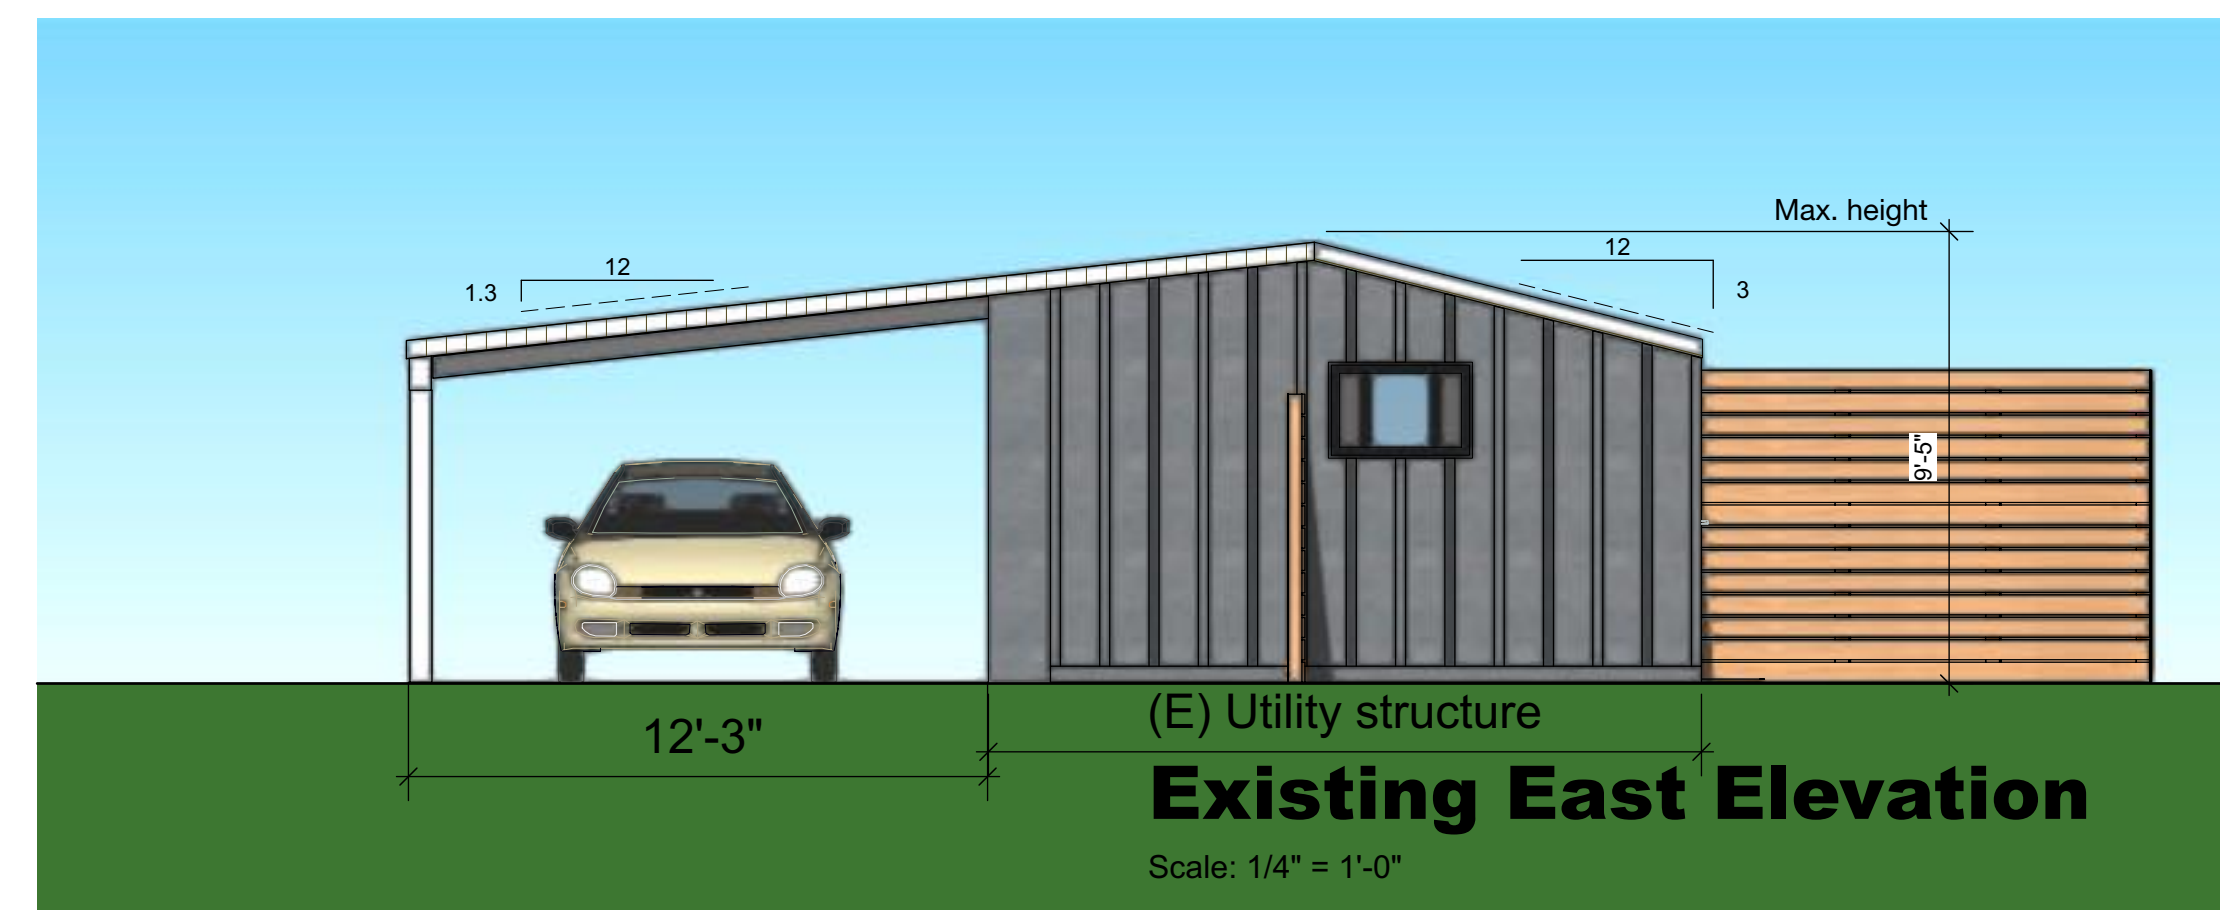 Max. height
12
12
1.3
3
9'-5"
(E) Utility structure
12'-3"
Existing East Elevation
Scale: 1/4" = 1'-0"